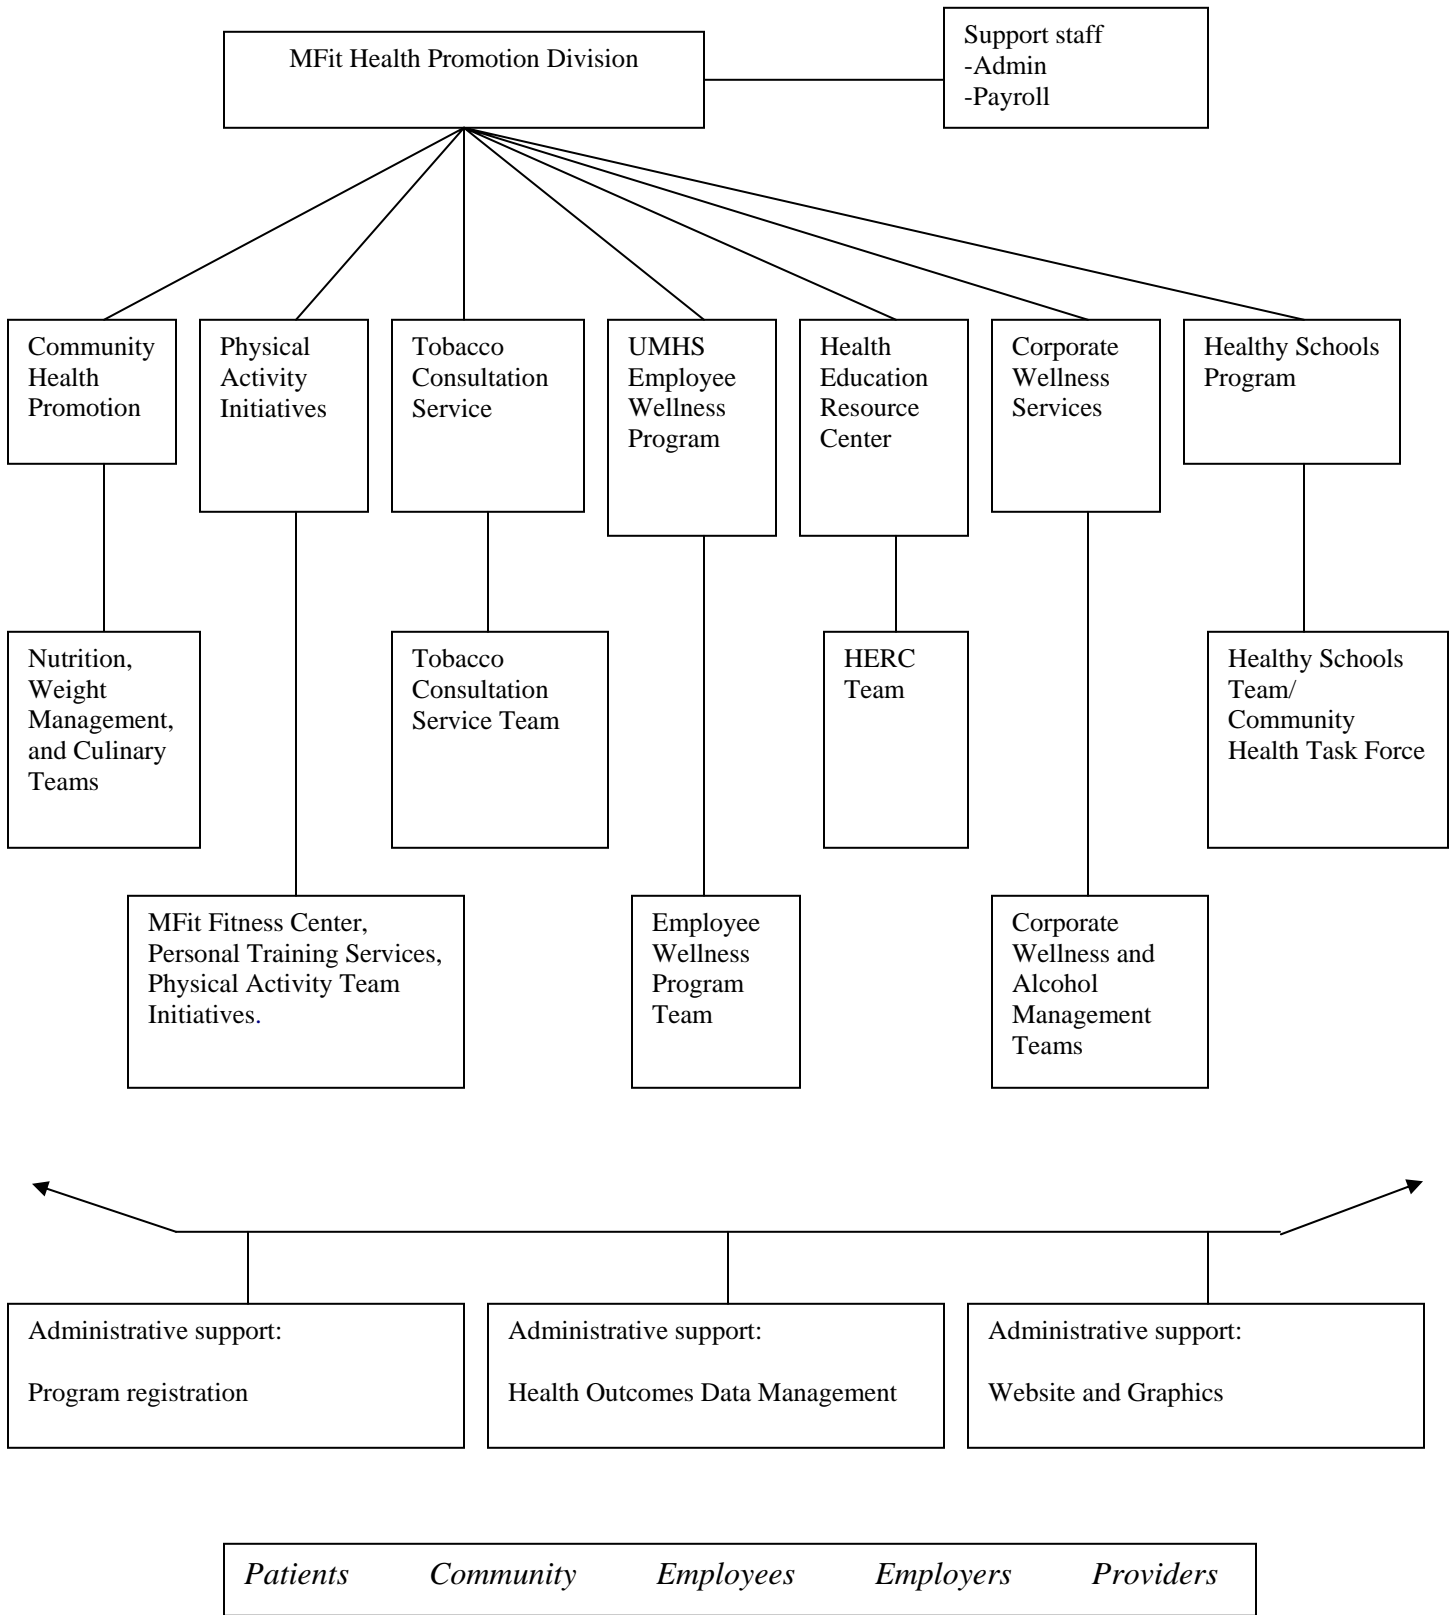 MFit Health Promotion Division
Support staff
-Admin
-Payroll
Community
Health
Promotion
Physical
Activity
Initiatives
Tobacco
Consultation
Service
UMHS
Employee
Wellness
Program
Health
Education
Resource
Center
Corporate
Wellness
Services
Healthy Schools
Program
Nutrition,
Weight
Management,
and Culinary
Teams
Tobacco
Consultation
Service Team
HERC
Team
Healthy Schools
Team/
Community
Health Task Force
MFit Fitness Center,
Personal Training Services,
Physical Activity Team
Initiatives.
Employee
Wellness
Program
Team
Corporate
Wellness and
Alcohol
Management
Teams
Administrative support:
Program registration
Administrative support:
Health Outcomes Data Management
Administrative support:
Website and Graphics
Patients Community Employees Employers Providers